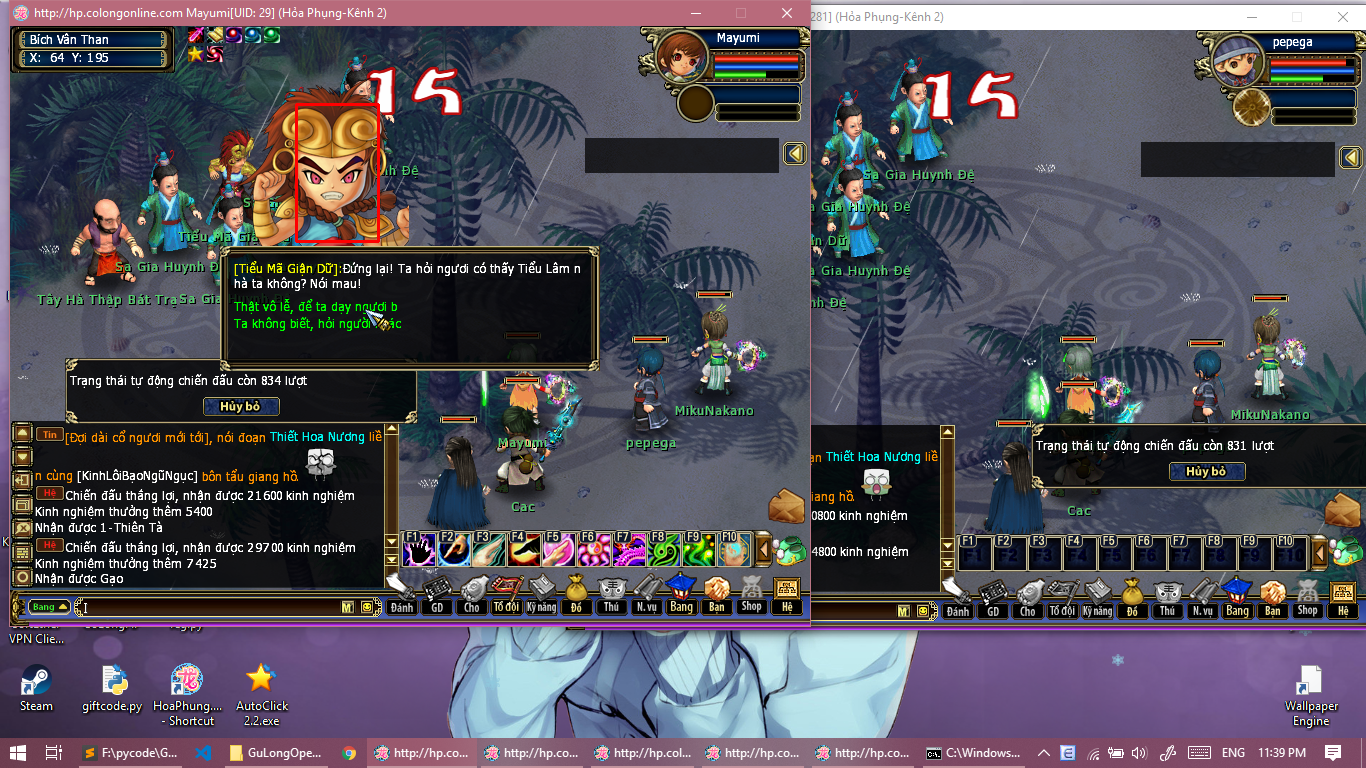 http://hp.colongonline.com Mayumi[UID: 29] (Hỏa Phụng-Kênh 2)
281] (Hỏa Phụng-Kênh 2)
Bích Vân Than
X: 64 Y: 195
15
Mayumi
15
pepega
nh Đệ
Sa Gia Huynh Đệ
Sa Gia Huynh Đệ
Sa Gia Huynh Đ
Tây Hà Thập Bát Trạ
Sa Gia Huynh Đệ
nh Đệ
[Tiểu Mã Giận Dữ]:Đứng lại! Ta hỏi ngươi có thấy Tiểu Lâm n
hà ta không? Nói mau!
Thật vô lễ, để ta dạy ngươi b
Ta không biết, hỏi người
ác
Trạng thái tự động chiến đấu còn 834 lượt
Hủy bỏ
MikuNakano
pepega
Mayumi
Cac
MikuNakano
Cac
Trạng thái tự động chiến đấu còn 831 lượt
Hủy bỏ
Tin [Đợi dài cổ ngươi mới tới], nói đoạn Thiết Hoa Nương liề
n cùng [KinhLôiBạoNgũNgục] bôn tẩu giang hồ.
Hệ Chiến đấu thắng lợi, nhận được 21600 kinh nghiệm
Kinh nghiệm thưởng thêm 5400
Nhận được 1-Thiên Tà
Hệ Chiến đấu thắng lợi, nhận được 29700 kinh nghiệm
Kinh nghiệm thưởng thêm 7425
Nhận được Gạo
ạn Thiết Hoa Nương liề
giang hồ.
0800 kinh nghiệm
4800 kinh nghiệm
F1 F2 F3 F4 F5 F6 F7 F8 F9 F10
F1 F2 F3 F4 F5 F6 F7 F8 F9 F10
Bang
M
Đánh GD Cho Tổ đội Kỹ năng Đồ Thú N.vụ Bang Bạn Shop Hệ
M
Đánh GD Cho Tổ đội Kỹ năng Đồ Thú N.vụ Bang Bạn Shop Hệ
VPN Clie...
Steam
giftcode.py
HoaPhung....
- Shortcut
AutoClick
2.2.exe
Wallpaper
Engine
F:\pycode\G...
GuLongOpe...
http://hp.co...
http://hp.co...
http://hp.col...
http://hp.co...
http://hp.co...
C:\Windows...
ENG
11:39 PM